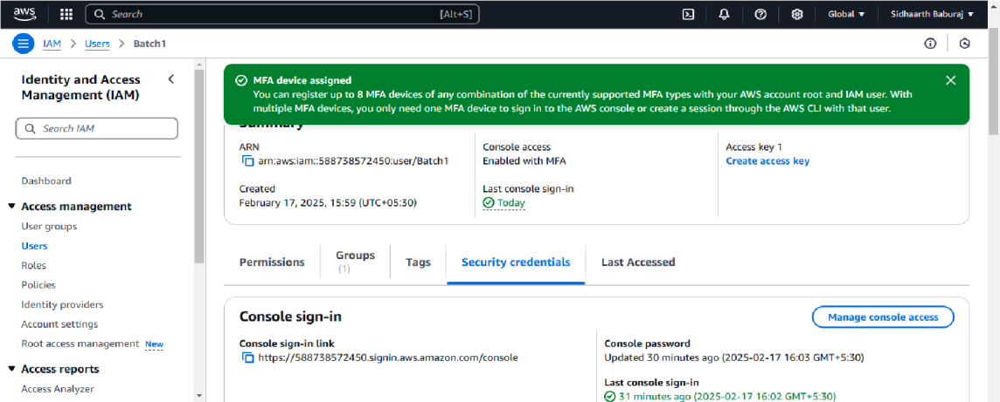 aws
Search [Alt+S]
Global ▼ Sidhaarth Baburaj ▼
IAM > Users > Batch1
Identity and Access
Management (IAM)
Search IAM
Dashboard
Access management
User groups
Users
Roles
Policies
Identity providers
Account settings
Root access management New
Access reports
Access Analyzer
MFA device assigned
You can register up to 8 MFA devices of any combination of the currently supported MFA types with your AWS account root and IAM user. With
multiple MFA devices, you only need one MFA device to sign in to the AWS console or create a session through the AWS CLI with that user.
Summary
ARN
arn:aws:iam::588738572450:user/Batch1
Created
February 17, 2025, 15:59 (UTC+05:30)
Console access
Enabled with MFA
Last console sign-in
Today
Access key 1
Create access key
Permissions
Groups
(1)
Tags
Security credentials
Last Accessed
Console sign-in
Manage console access
Console sign-in link
https://588738572450.signin.aws.amazon.com/console
Console password
Updated 30 minutes ago (2025-02-17 16:03 GMT+5:30)
Last console sign-in
31 minutes ago (2025-02-17 16:02 GMT+5:30)